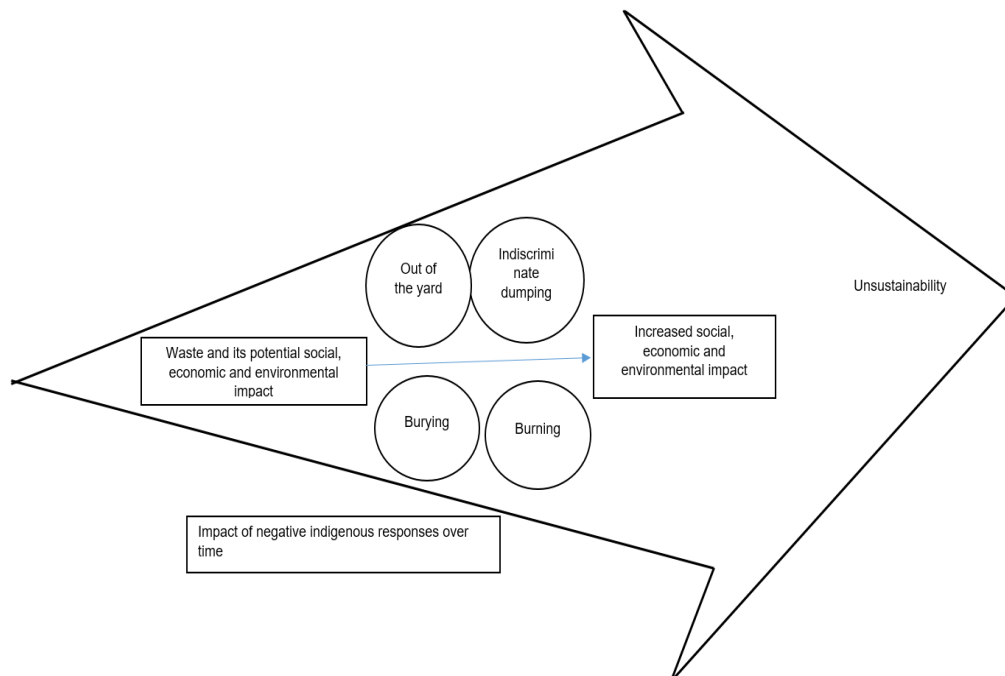 Out of
the yard
Indiscrimi
nate
dumping
Unsustainability
Waste and its potential social,
economic and environmental
impact
Increased social,
economic and
environmental impact
Burying
Burning
Impact of negative indigenous responses over
time